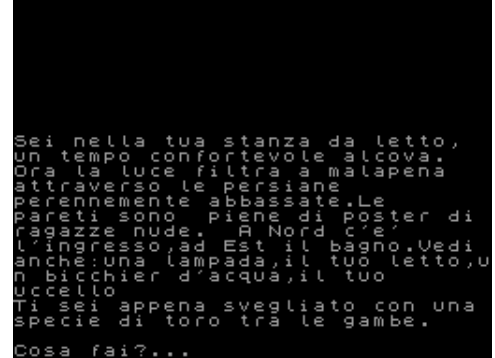 Sei nella tua stanza da letto,
un tempo confortevole alcova.
Ora la luce filtra a malapena
attraverso le persiane
perennemente abbassate.Le
pareti sono  piene di poster di
ragazze nude.  A Nord c'e'
l'ingresso,ad Est il bagno.Vedi
anche:una lampada,il tuo letto,u
n bicchier d'acqua,il tuo
uccello
Ti sei appena svegliato con una
specie di toro tra le gambe.
Cosa fai?...